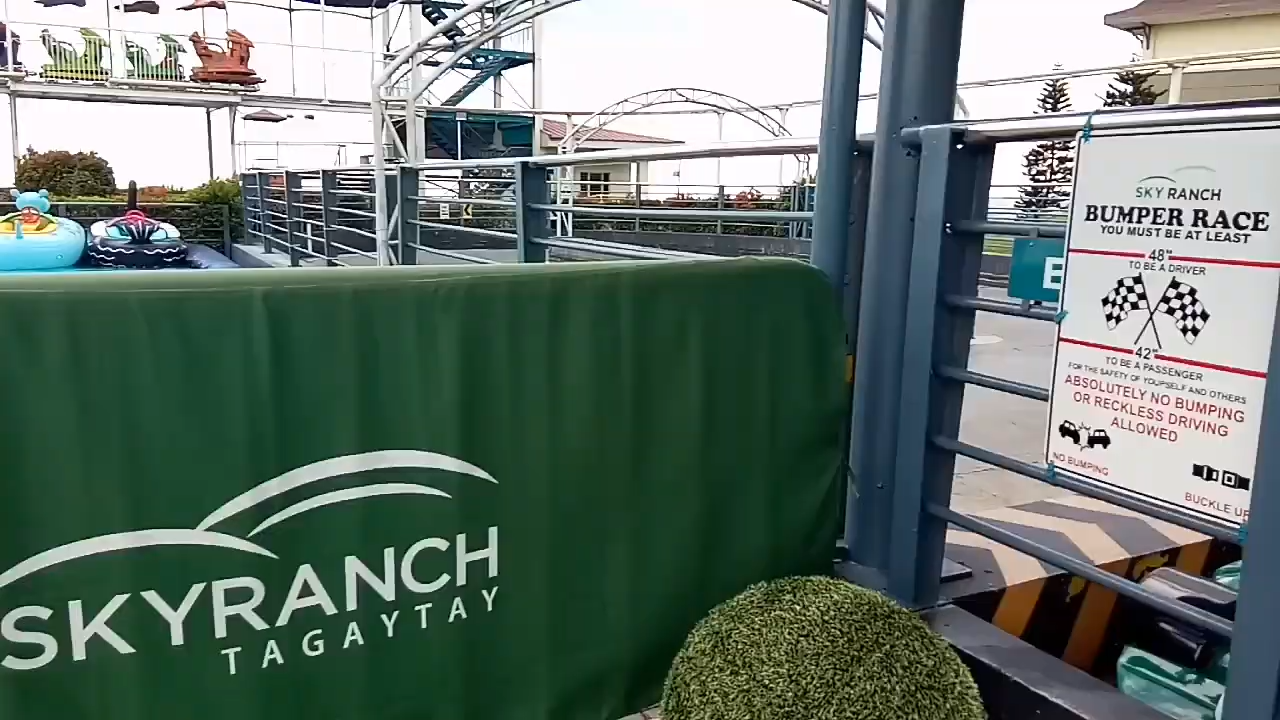 SKYRANCH
TAGAYTAY
SKY RANCH
BUMPER RACE
YOU MUST BE AT LEAST
48"
TO BE A DRIVER
42"
TO BE A PASSENGER
FOR THE SAFETY OF YOURSELF AND OTHERS
ABSOLUTELY NO BUMPING
OR RECKLESS DRIVING
ALLOWED
NO BUMPING
BUCKLE UP